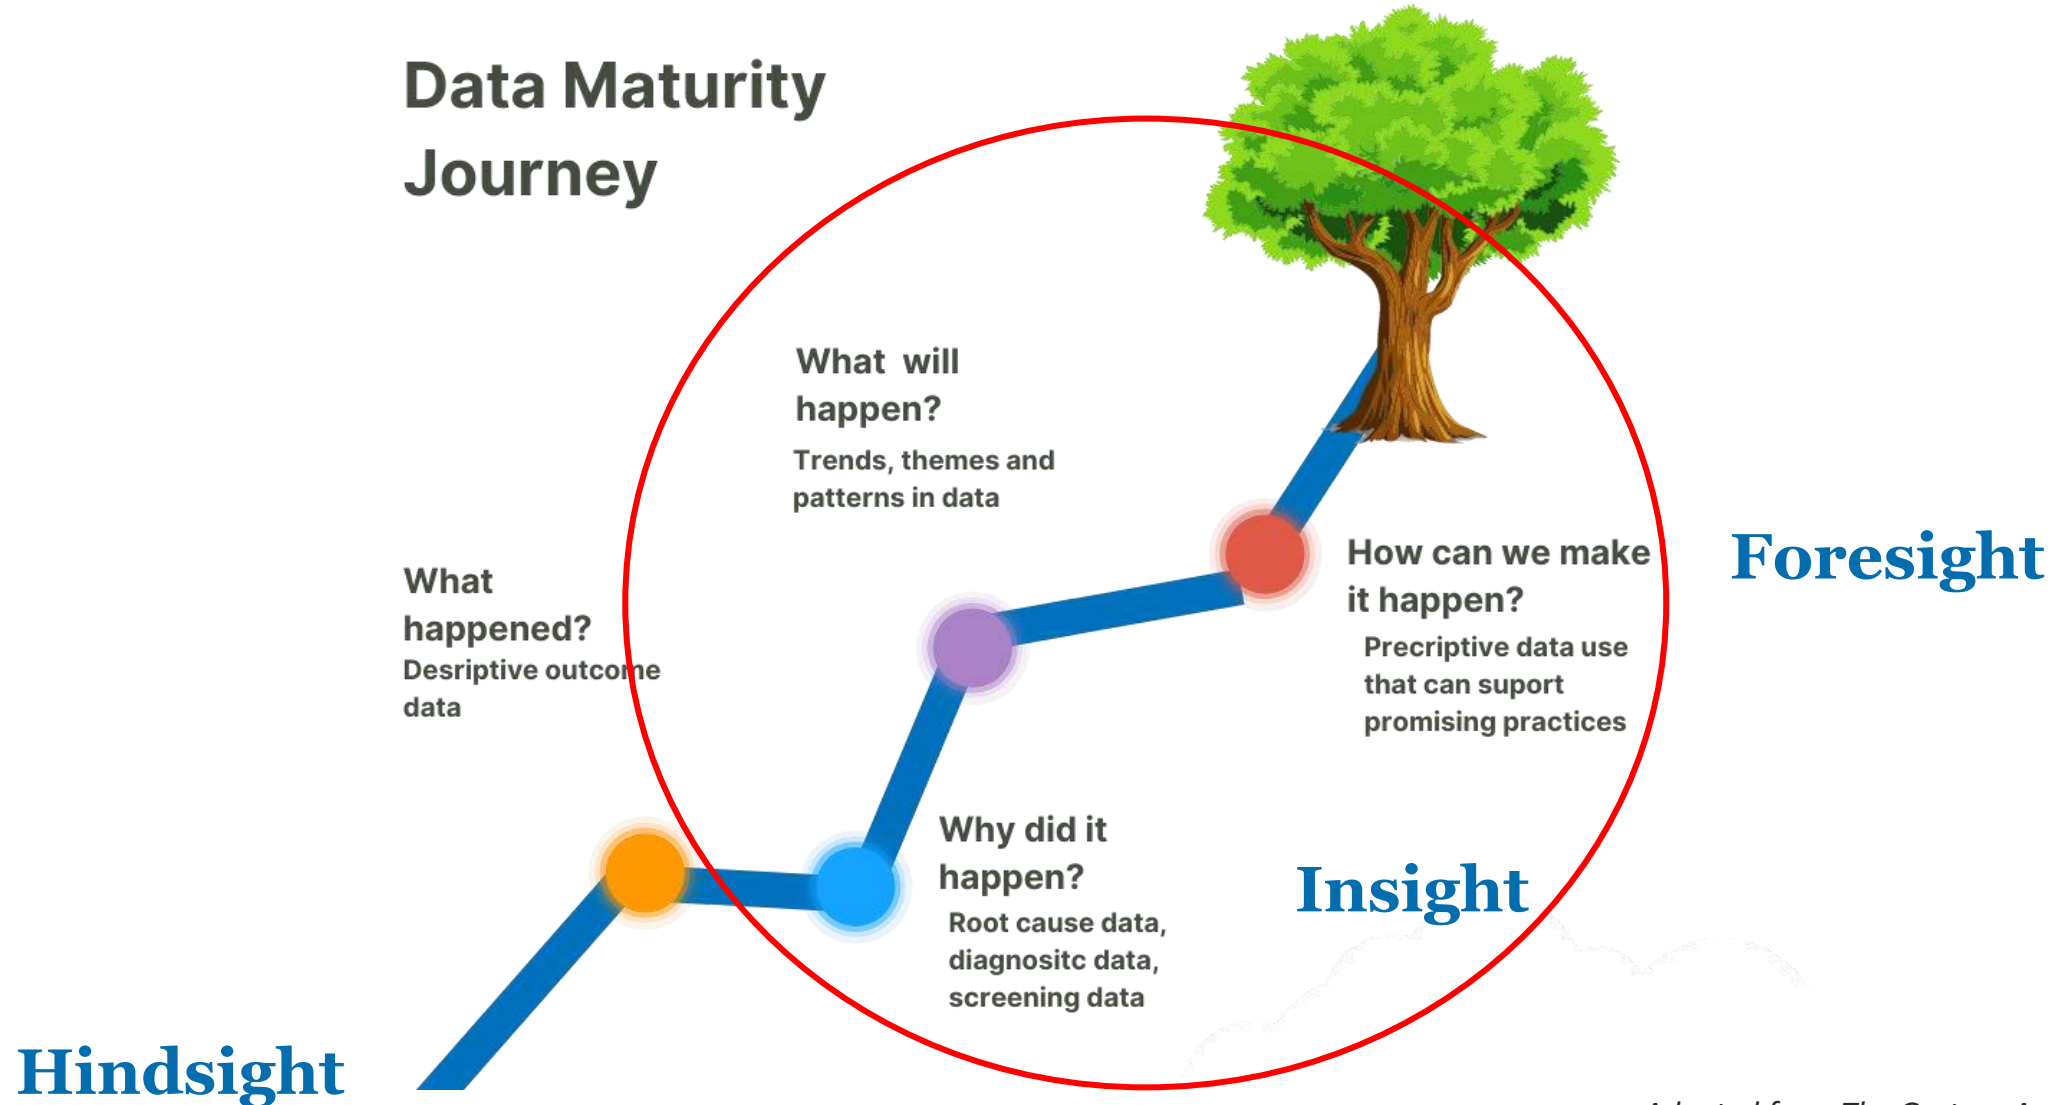 Data Maturity
Journey
What will
happen?
Trends, themes and
patterns in data
What
happened?
Desriptive outcome
data
How can we make
it happen?
Precriptive data use
that can suport
promising practices
Foresight
Why did it
happen?
Root cause data,
diagnositc data,
screening data
Insight
Hindsight